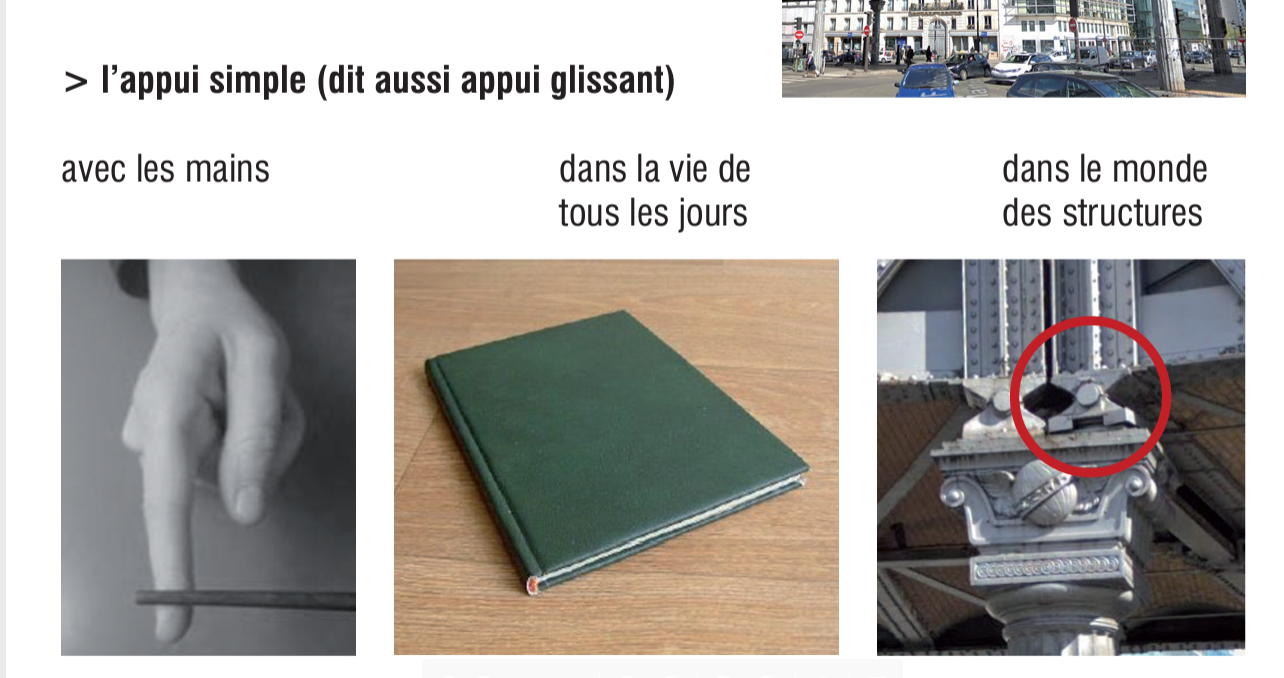 > l’appui simple (dit aussi appui glissant)
avec les mains
dans la vie de
tous les jours
dans le monde
des structures